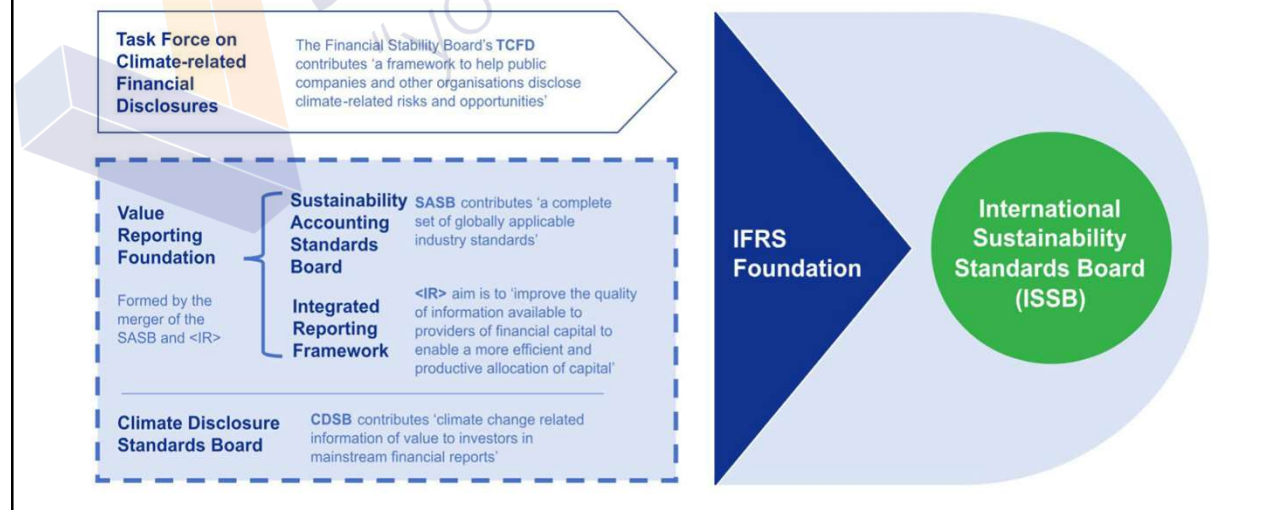 Task Force on
Climate-related
Financial
Disclosures
The Financial Stability Board's TCFD
contributes 'a framework to help public
companies and other organisations disclose
climate-related risks and opportunities'
Value
Reporting
Foundation
Formed by the
merger of the
SASB and <IR>
Sustainability
Accounting
Standards
Board
SASB contributes 'a complete
set of globally applicable
industry standards'
Integrated
Reporting
Framework
<IR> aim is to 'improve the quality
of information available to
providers of financial capital to
enable a more efficient and
productive allocation of capital'
Climate Disclosure
Standards Board
CDSB contributes 'climate change related
information of value to investors in
mainstream financial reports'
IFRS
Foundation
International
Sustainability
Standards Board
(ISSB)